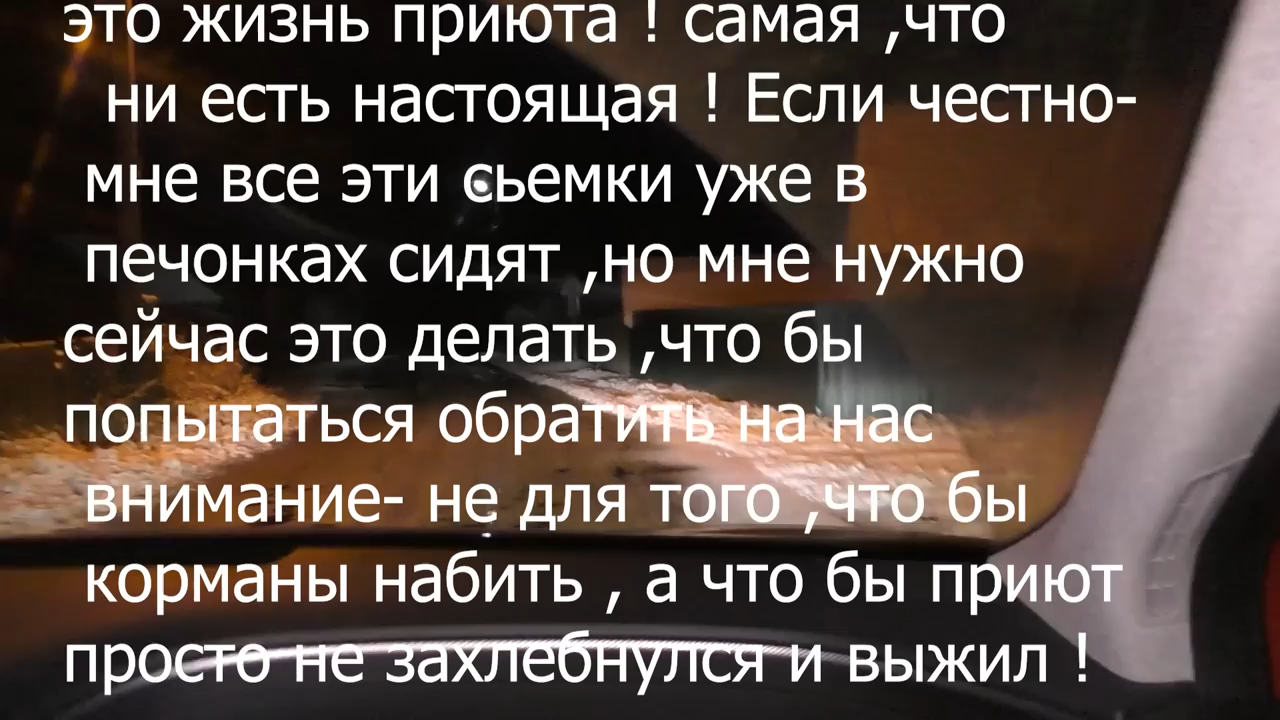 это жизнь приюта ! самая ,что
ни есть настоящая ! Если честно-
мне все эти сьемки уже в
печонках сидят ,но мне нужно
сейчас это делать ,что бы
попытаться обратить на нас
внимание- не для того ,что бы
корманы набить , а что бы приют
просто не захлебнулся и выжил !